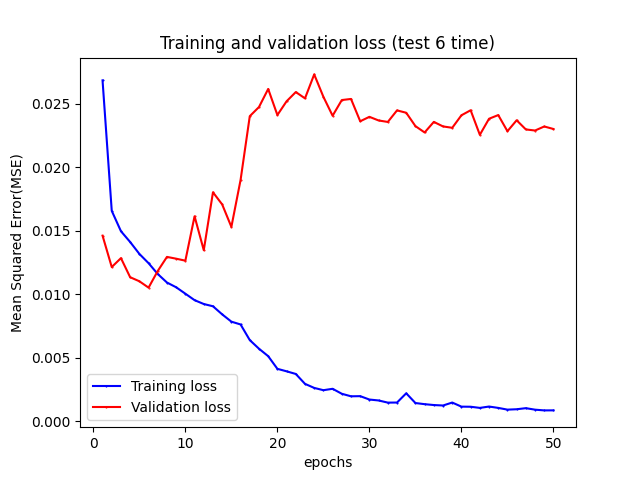 Training and validation loss (test 6 time)
Mean Squared Error(MSE)
0.025
0.020
0.015
0.010
0.005
0.000
Training loss
Validation loss
0 10 20 30 40 50
epochs